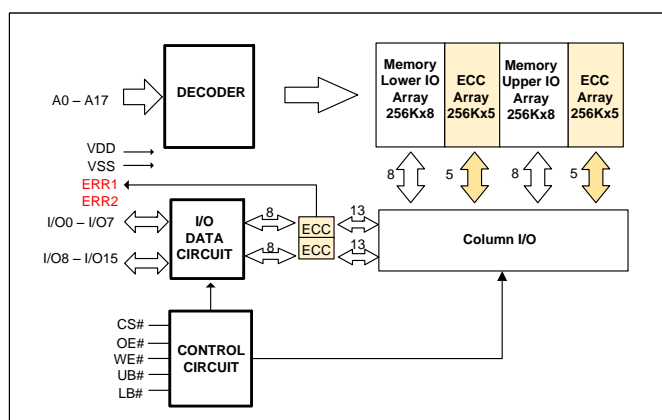 A0 – A17
DECODER
Memory
Lower IO
Array
256Kx8
ECC
Array
256Kx5
Memory
Upper IO
Array
256Kx8
ECC
Array
256Kx5
VDD
VSS
ERR1
ERR2
8
5
8
5
I/O0 – I/O7
I/O8 – I/O15
I/O
DATA
CIRCUIT
8
8
ECC
ECC
13
13
Column I/O
CS#
OE#
WE#
UB#
LB#
CONTROL
CIRCUIT